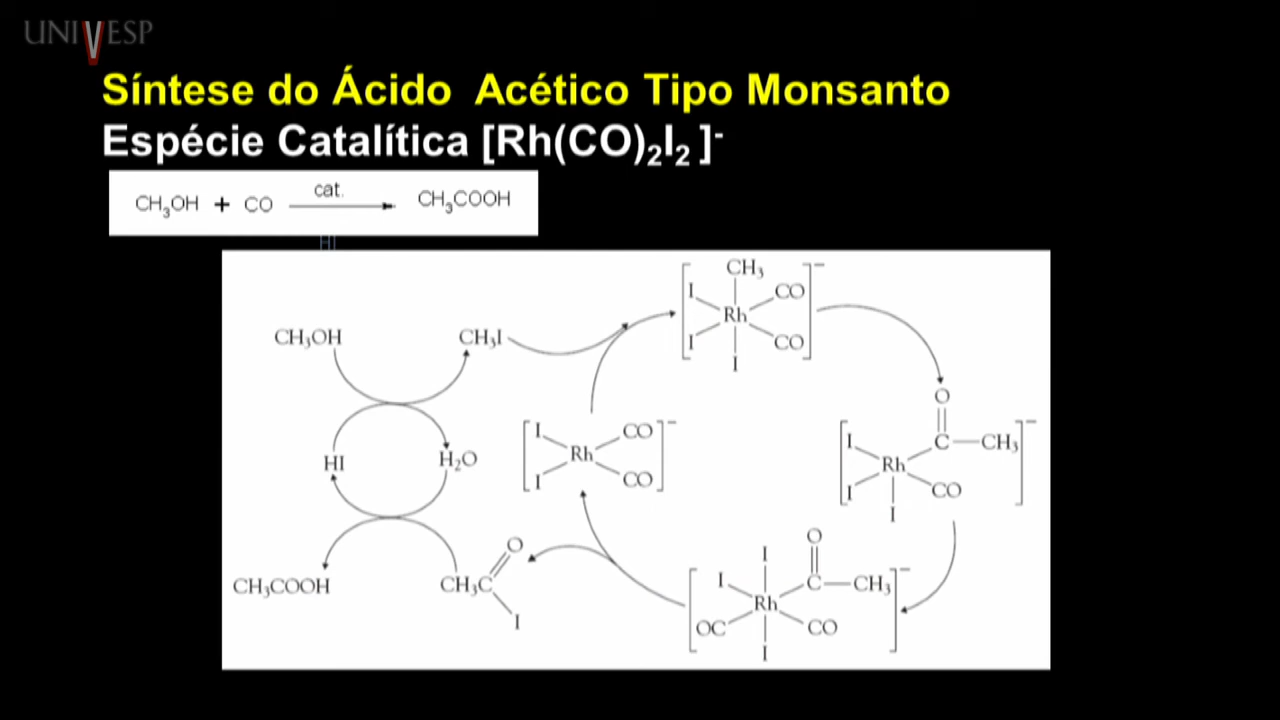 UNIVESP
Síntese do Ácido Acético Tipo Monsanto
Espécie Catalítica [Rh(CO)₂I₂ ]⁻
CH₃OH + CO cat. CH₃COOH
HI
CH₃
I CO
Rh
I CO
I
CH₃OH CH₃I
O
C CH₃
I
Rh
I CO
I
I CO
Rh
I CO
HI H₂O
O
CH₃C
I
CH₃COOH
I O
I C CH₃
Rh
OC CO
I